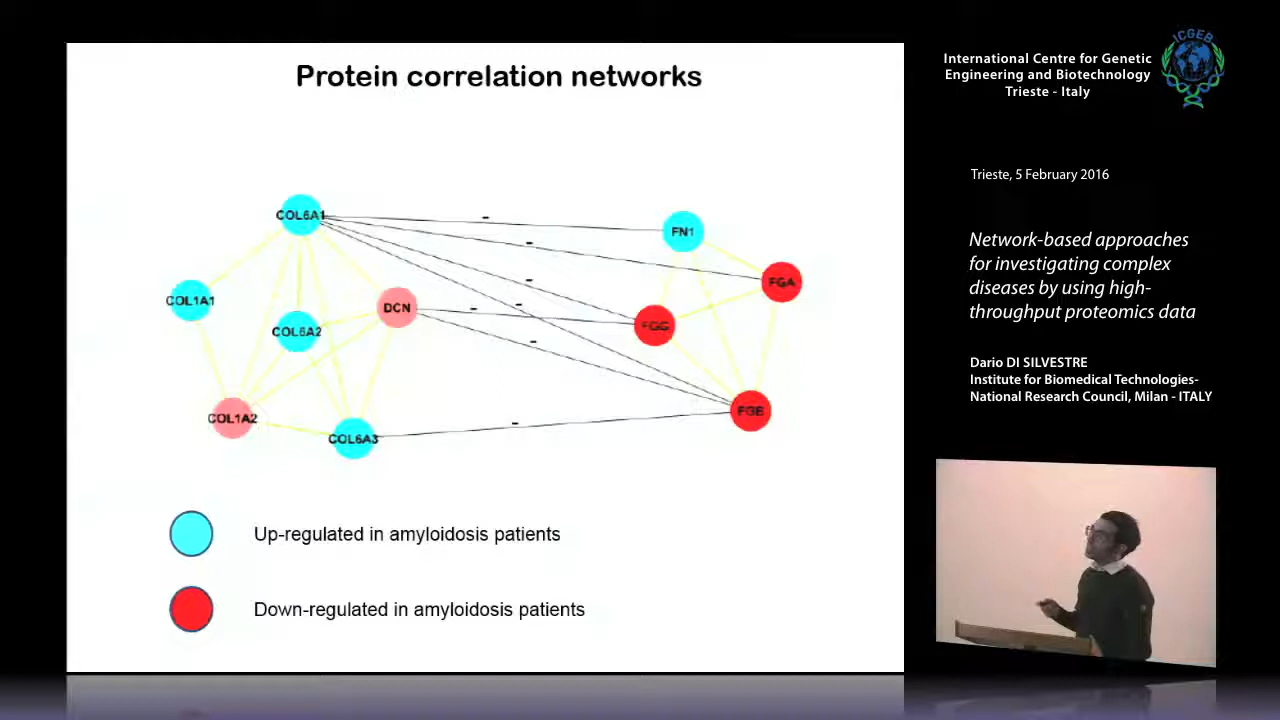 Protein correlation networks
COL6A1
FN1
FGA
COL1A1
DCN
COL6A2
FGG
COL1A2
COL6A3
FGB
-
-
-
-
-
-
-
Up-regulated in amyloidosis patients
Down-regulated in amyloidosis patients
ICGEB
International Centre for Genetic
Engineering and Biotechnology
Trieste - Italy
Trieste, 5 February 2016
Network-based approaches
for investigating complex
diseases by using high-
throughput proteomics data
Dario DI SILVESTRE
Institute for Biomedical Technologies-
National Research Council, Milan - ITALY